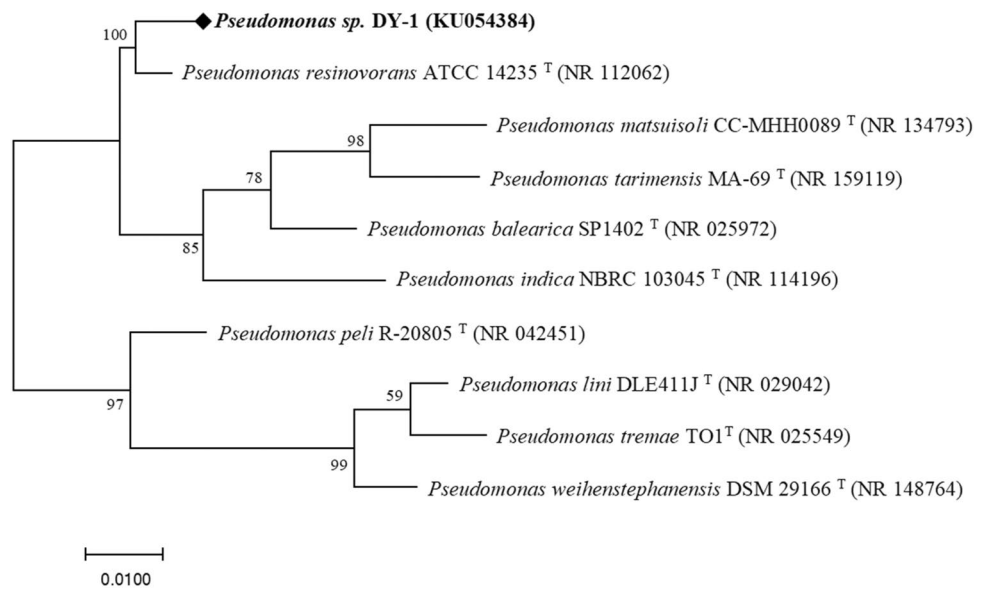 100
Pseudomonas sp. DY-1 (KU054384)
Pseudomonas resinovorans ATCC 14235 T (NR 112062)
Pseudomonas matsuisoli CC-MHH0089 T (NR 134793)
98
78
Pseudomonas tarimensis MA-69 T (NR 159119)
Pseudomonas balearica SP1402 T (NR 025972)
85
Pseudomonas indica NBRC 103045 T (NR 114196)
Pseudomonas peli R-20805 T (NR 042451)
97
Pseudomonas lini DLE411J T (NR 029042)
59
Pseudomonas tremae TO1T (NR 025549)
99
Pseudomonas weihenstephanensis DSM 29166 T (NR 148764)
0.0100